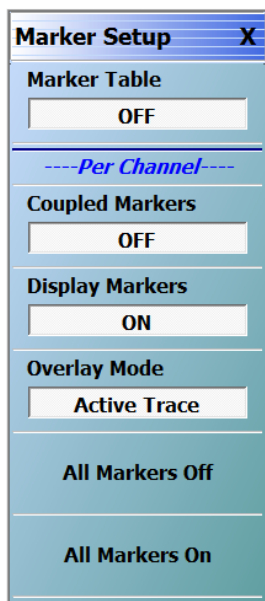 Marker Setup X
Marker Table
OFF
----Per Channel----
Coupled Markers
OFF
Display Markers
ON
Overlay Mode
Active Trace
All Markers Off
All Markers On